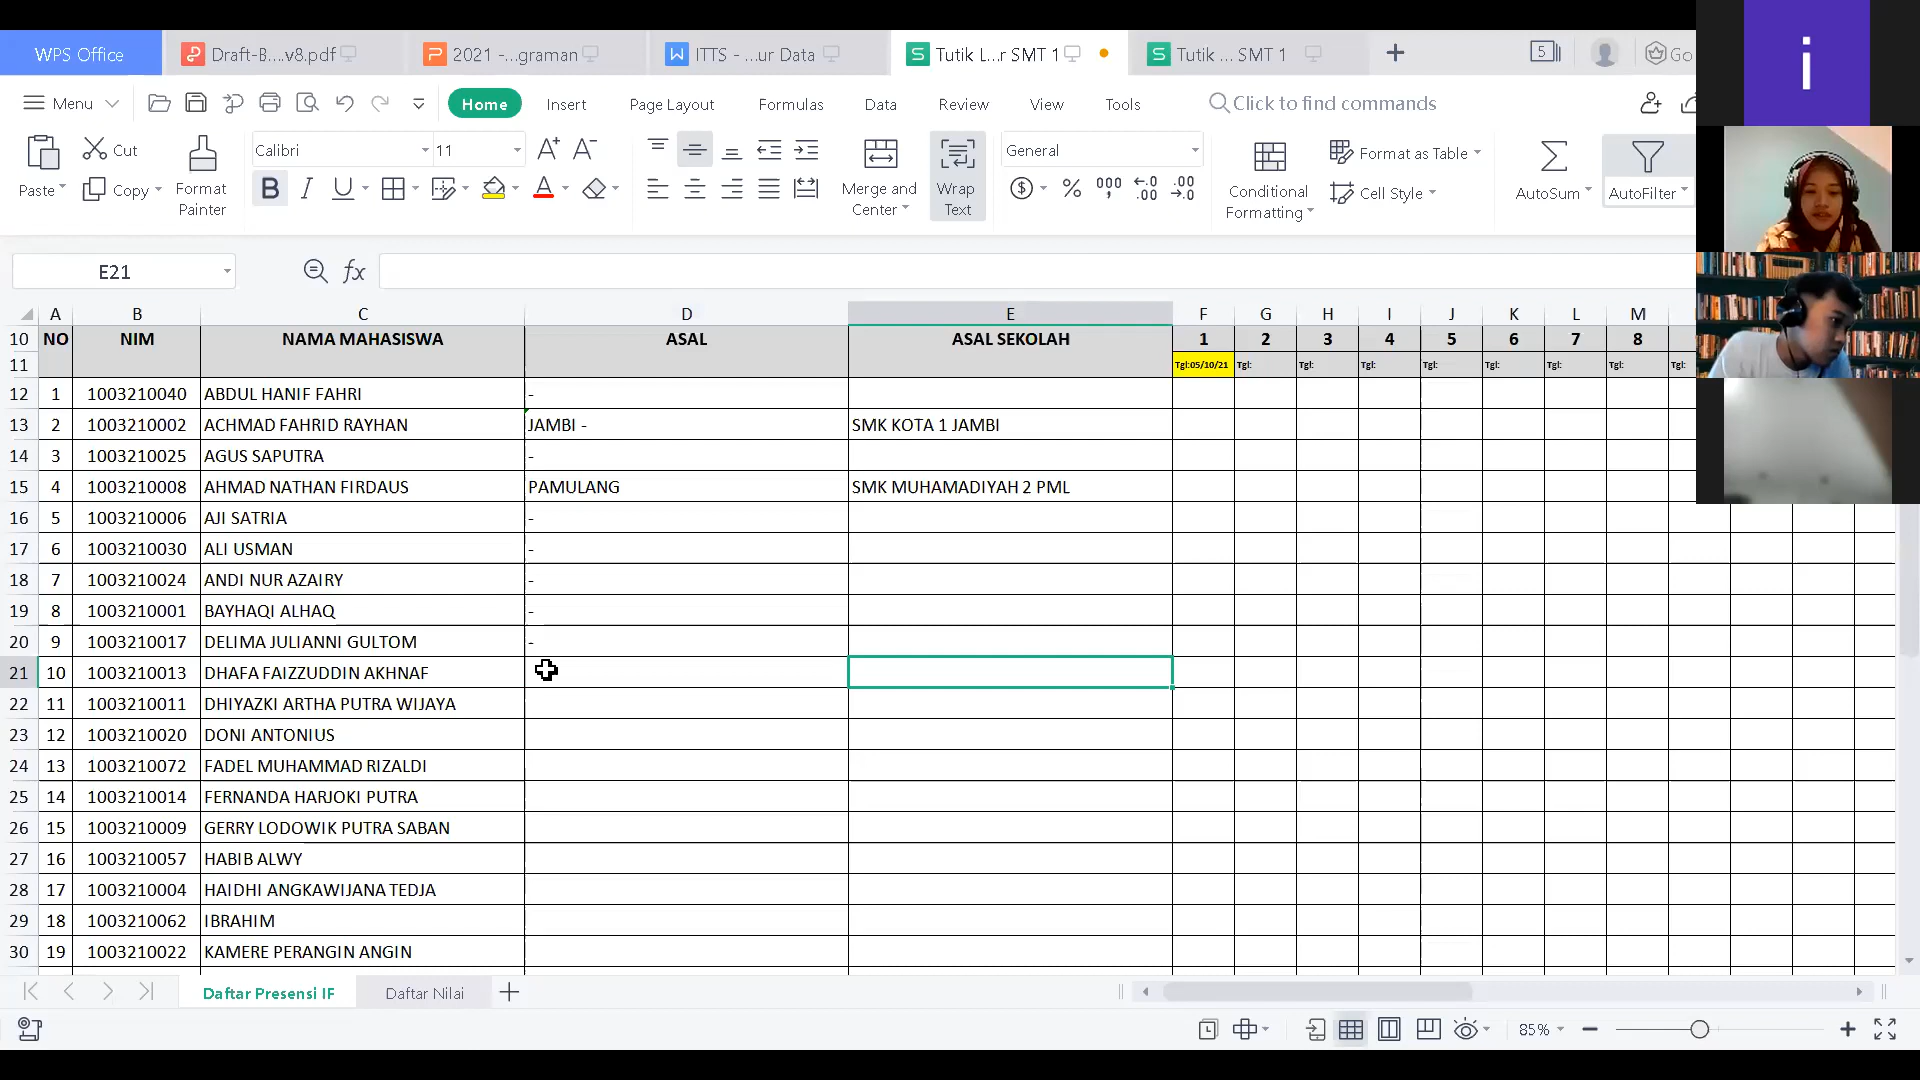 WPS Office
Draft-B....v8.pdf
2021 -...graman
ITTS - ...ur Data
Tutik L...r SMT 1
Tutik ... SMT 1
5
Go
i
Menu
Home
Insert
Page Layout
Formulas
Data
Review
View
Tools
Click to find commands
Paste
Cut
Copy
Format Painter
Calibri
11
Merge and Center
Wrap Text
General
Conditional Formatting
Format as Table
Cell Style
AutoSum
AutoFilter
E21
A B C D E F G H I J K L M
10 NO NIM NAMA MAHASISWA ASAL ASAL SEKOLAH 1 2 3 4 5 6 7 8
11 Tgl:05/10/21 Tgl: Tgl: Tgl: Tgl: Tgl: Tgl: Tgl: Tgl:
12 1 1003210040 ABDUL HANIF FAHRI -
13 2 1003210002 ACHMAD FAHRID RAYHAN JAMBI - SMK KOTA 1 JAMBI
14 3 1003210025 AGUS SAPUTRA -
15 4 1003210008 AHMAD NATHAN FIRDAUS PAMULANG SMK MUHAMADIYAH 2 PML
16 5 1003210006 AJI SATRIA -
17 6 1003210030 ALI USMAN -
18 7 1003210024 ANDI NUR AZAIRY -
19 8 1003210001 BAYHAQI ALHAQ -
20 9 1003210017 DELIMA JULIANNI GULTOM -
21 10 1003210013 DHAFA FAIZZUDDIN AKHNAF
22 11 1003210011 DHIYAZKI ARTHA PUTRA WIJAYA
23 12 1003210020 DONI ANTONIUS
24 13 1003210072 FADEL MUHAMMAD RIZALDI
25 14 1003210014 FERNANDA HARJOKI PUTRA
26 15 1003210009 GERRY LODOWIK PUTRA SABAN
27 16 1003210057 HABIB ALWY
28 17 1003210004 HAIDHI ANGKAWIJANA TEDJA
29 18 1003210062 IBRAHIM
30 19 1003210022 KAMERE PERANGIN ANGIN
Daftar Presensi IF
Daftar Nilai
85%